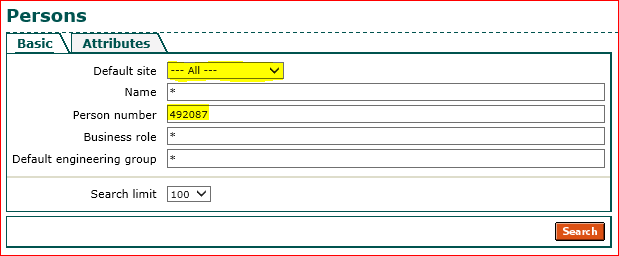 Persons
Basic Attributes
Default site --- All ---
Name *
Person number 492087
Business role *
Default engineering group *
Search limit 100
Search